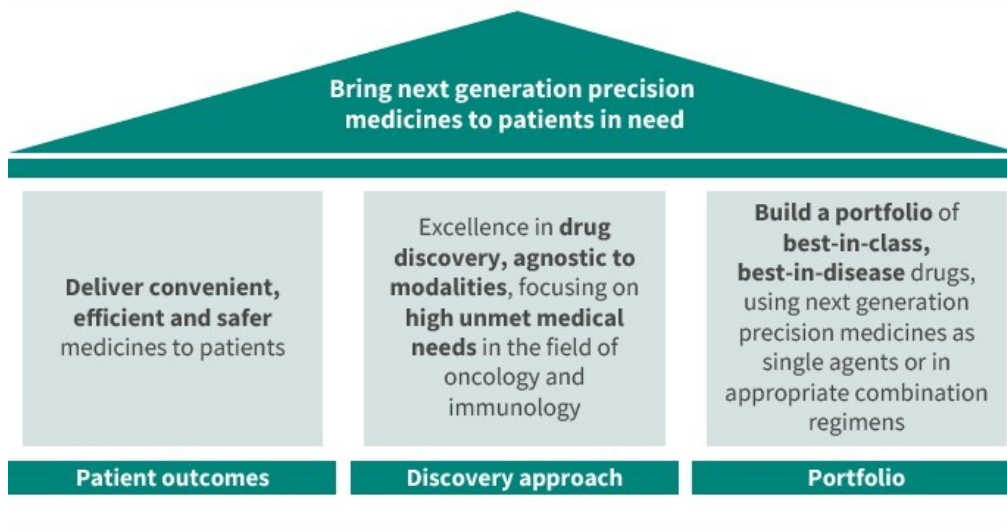 Bring next generation precision
medicines to patients in need
Deliver convenient,
efficient and safer
medicines to patients
Excellence in drug
discovery, agnostic to
modalities, focusing on
high unmet medical
needs in the field of
oncology and
immunology
Build a portfolio of
best-in-class,
best-in-disease drugs,
using next generation
precision medicines as
single agents or in
appropriate combination
regimens
Patient outcomes
Discovery approach
Portfolio